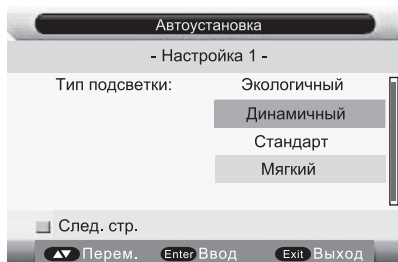 Автоустановка
- Настройка 1 -
Тип подсветки: Экологичный
Динамичный
Стандарт
Мягкий
След. стр.
Перем. Enter Ввод Exit Выход